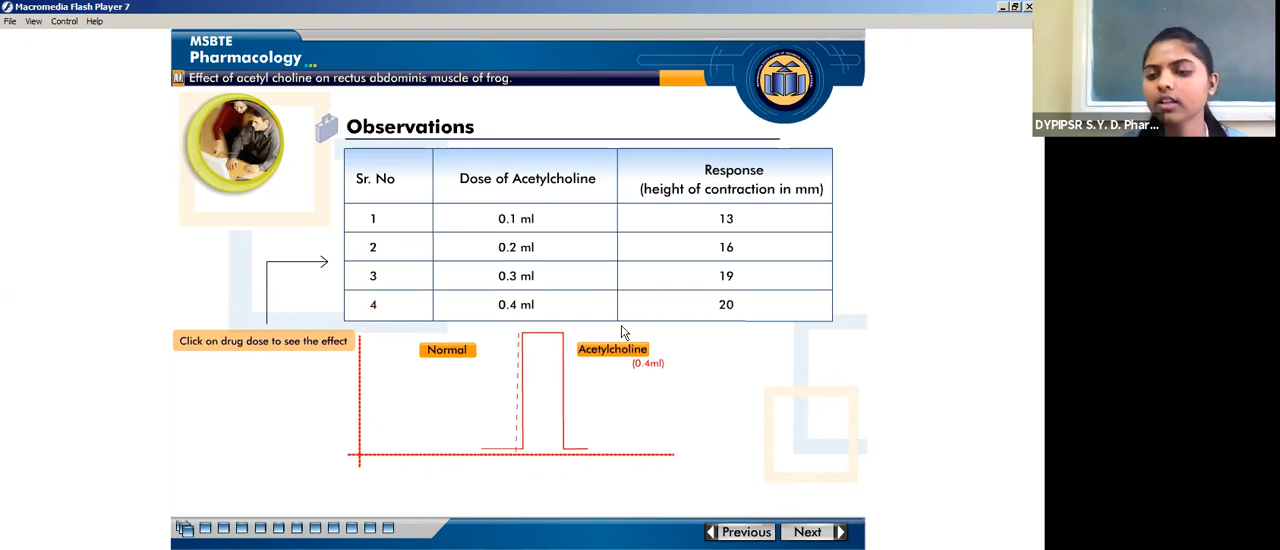 Macromedia Flash Player 7
File View Control Help
MSBTE
Pharmacology
Effect of acetyl choline on rectus abdominis muscle of frog.
Observations
Sr. No Dose of Acetylcholine Response (height of contraction in mm)
1 0.1 ml 13
2 0.2 ml 16
3 0.3 ml 19
4 0.4 ml 20
Click on drug dose to see the effect
Normal
Acetylcholine
(0.4ml)
Previous Next
DYPIPSR S.Y. D. Phar...